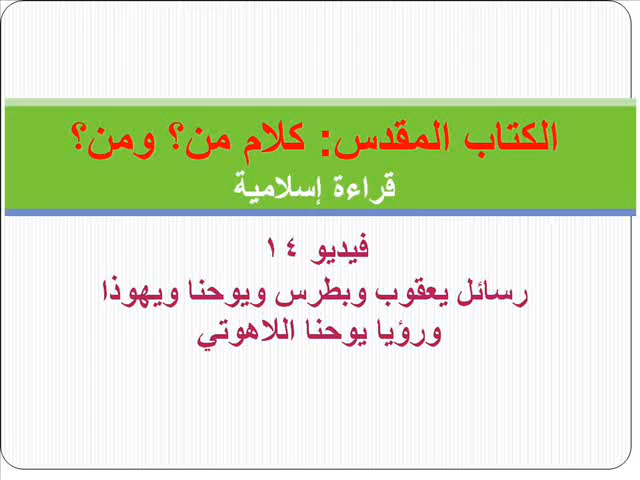 الكتاب المقدس: كلام من؟ ومن؟
قراءة إسلامية
فيديو ١٤
رسائل يعقوب وبطرس ويوحنا ويهوذا
ورؤيا يوحنا اللاهوتي